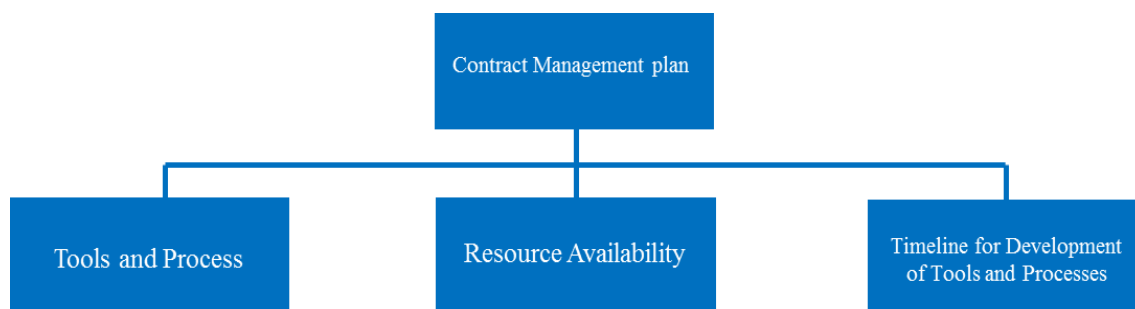 Contract Management plan
Tools and Process
Resource Availability
Timeline for Development
of Tools and Processes